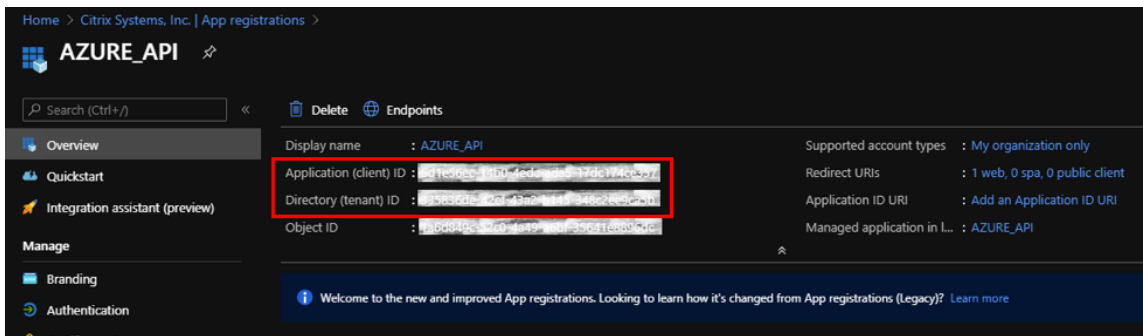 Home > Citrix Systems, Inc. | App registrations >
AZURE_API
Search (Ctrl+/) «
Delete Endpoints
Overview
Quickstart
Integration assistant (preview)
Manage
Branding
Authentication
Display name : AZURE_API
Application (client) ID :
Directory (tenant) ID :
Object ID :
Supported account types : My organization only
Redirect URIs : 1 web, 0 spa, 0 public client
Application ID URI : Add an Application ID URI
Managed application in l... : AZURE_API
Welcome to the new and improved App registrations. Looking to learn how it's changed from App registrations (Legacy)? Learn more